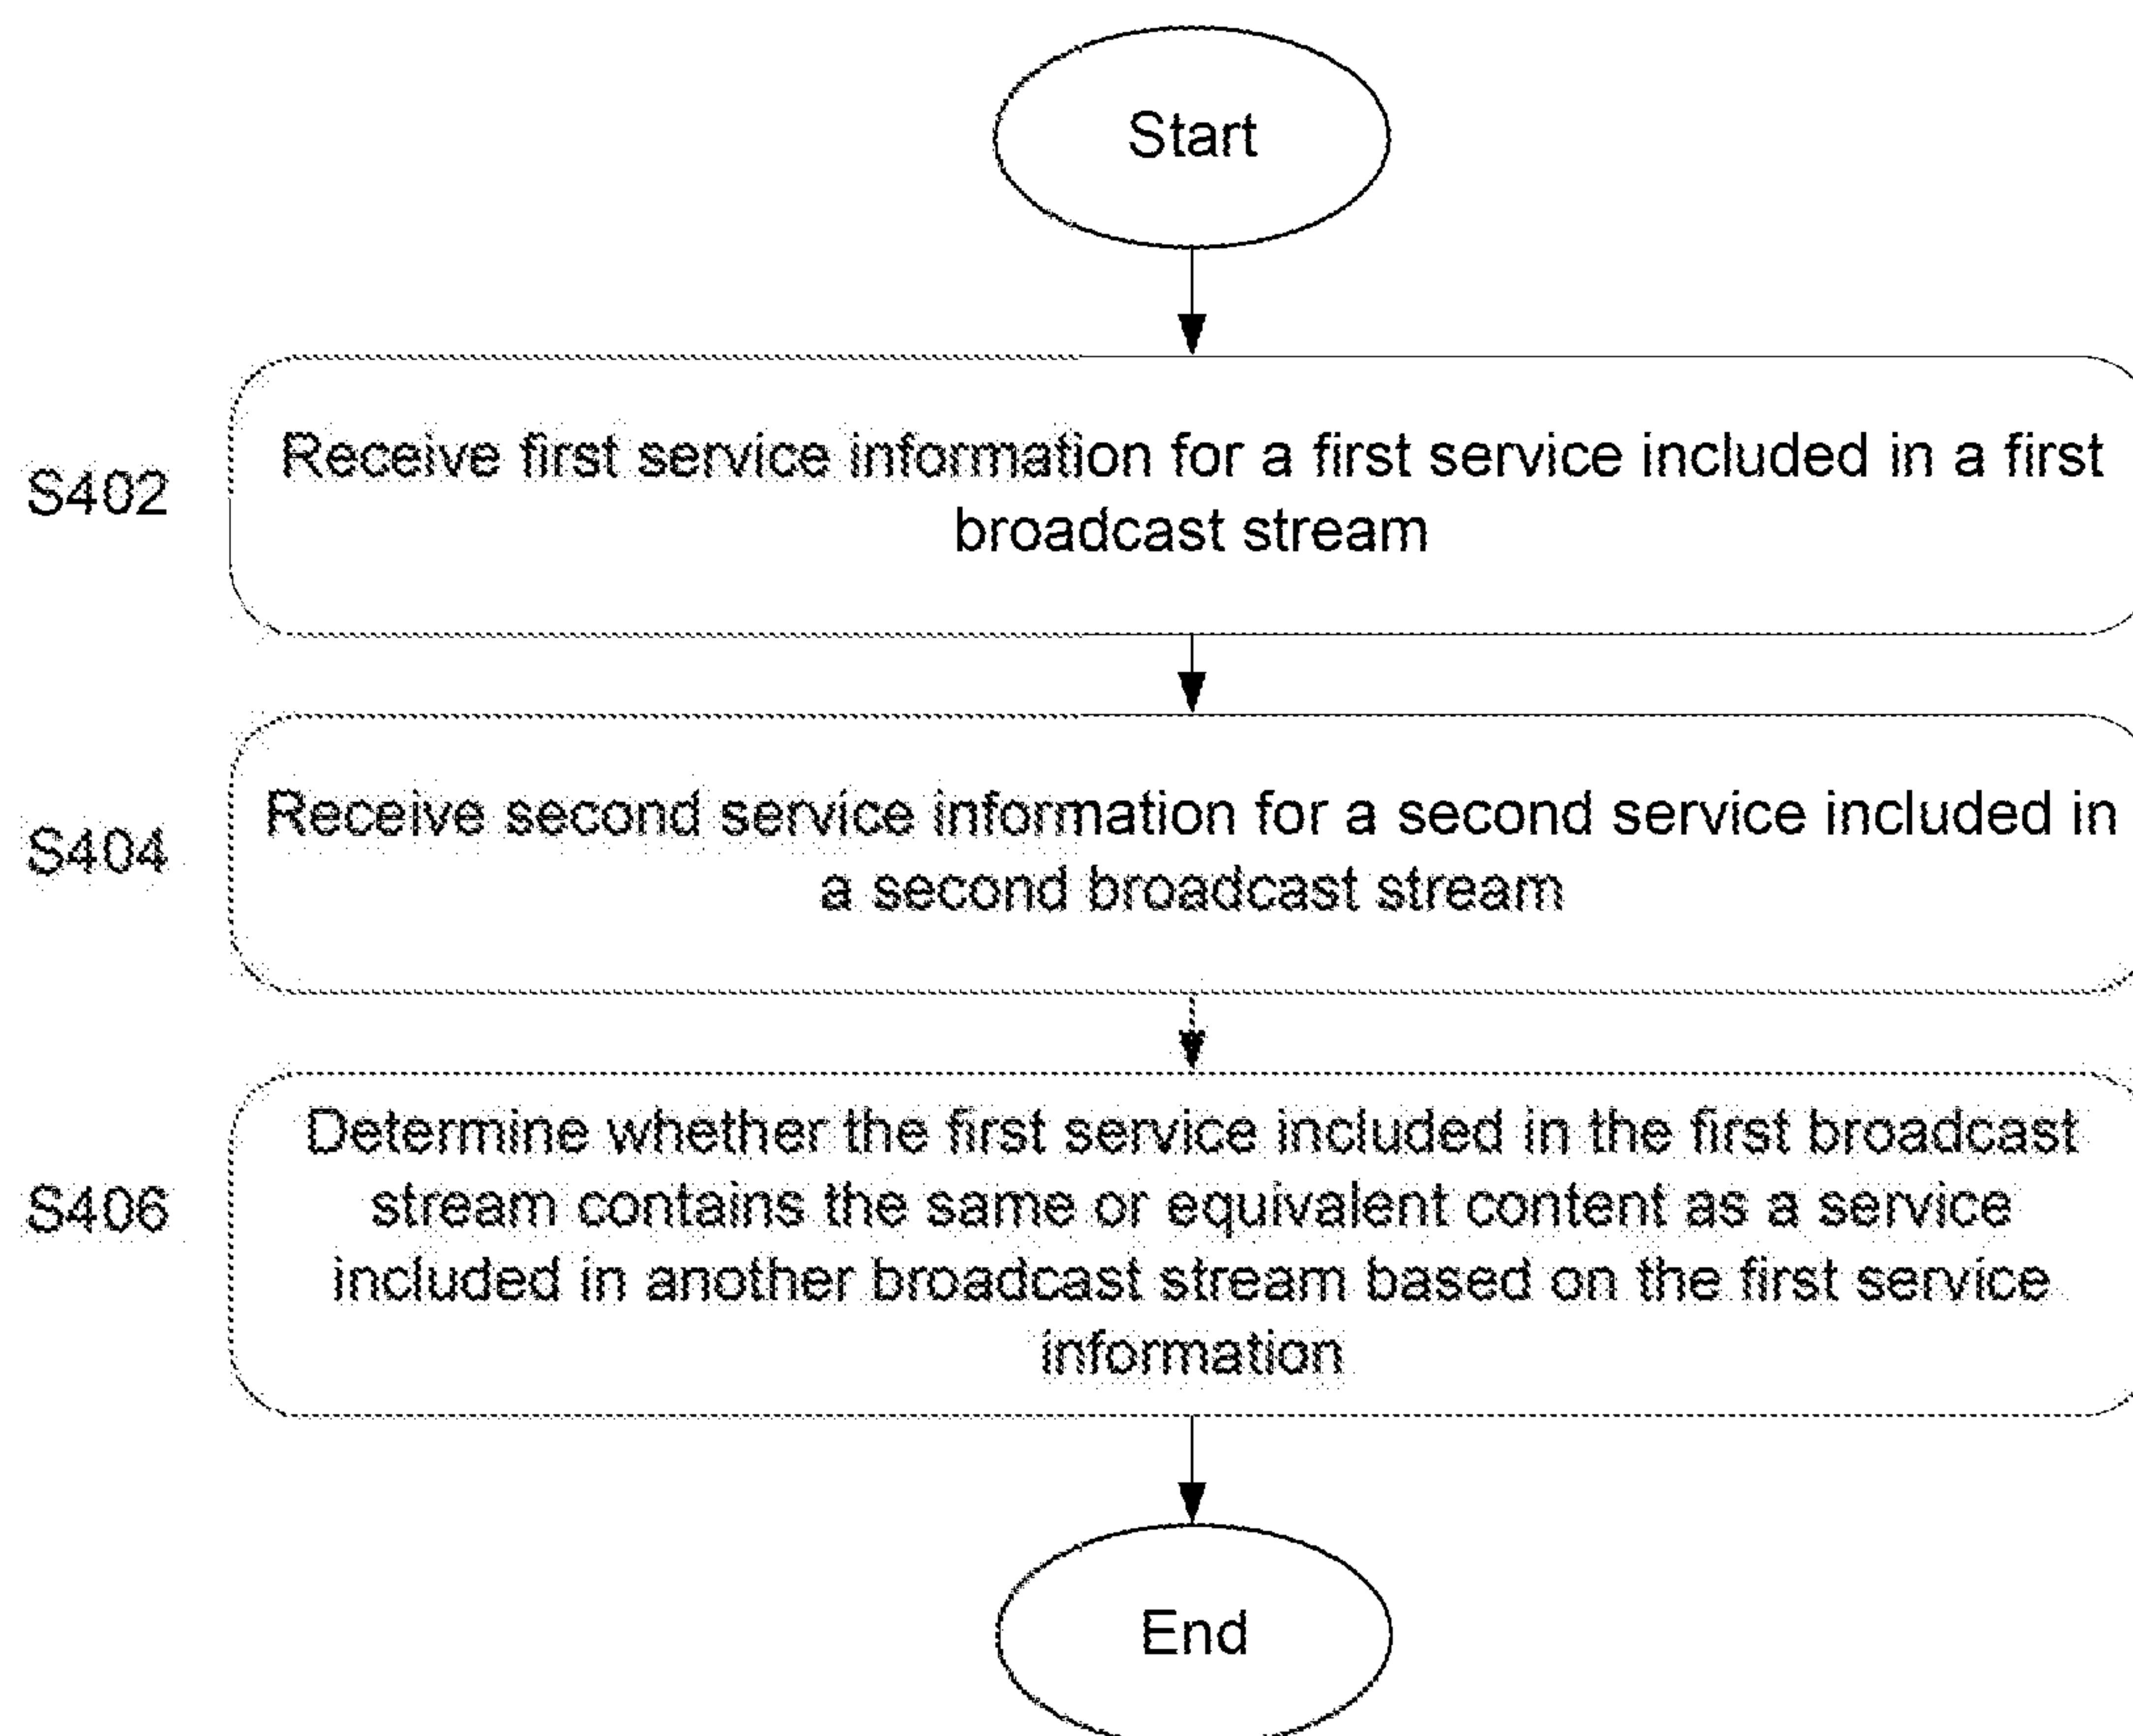 Start
S402
Receive first service information for a first service included in a first
broadcast stream
S404
Receive second service information for a second service included in
a second broadcast stream
S406
Determine whether the first service included in the first broadcast
stream contains the same or equivalent content as a service
included in another broadcast stream based on the first service
information
End